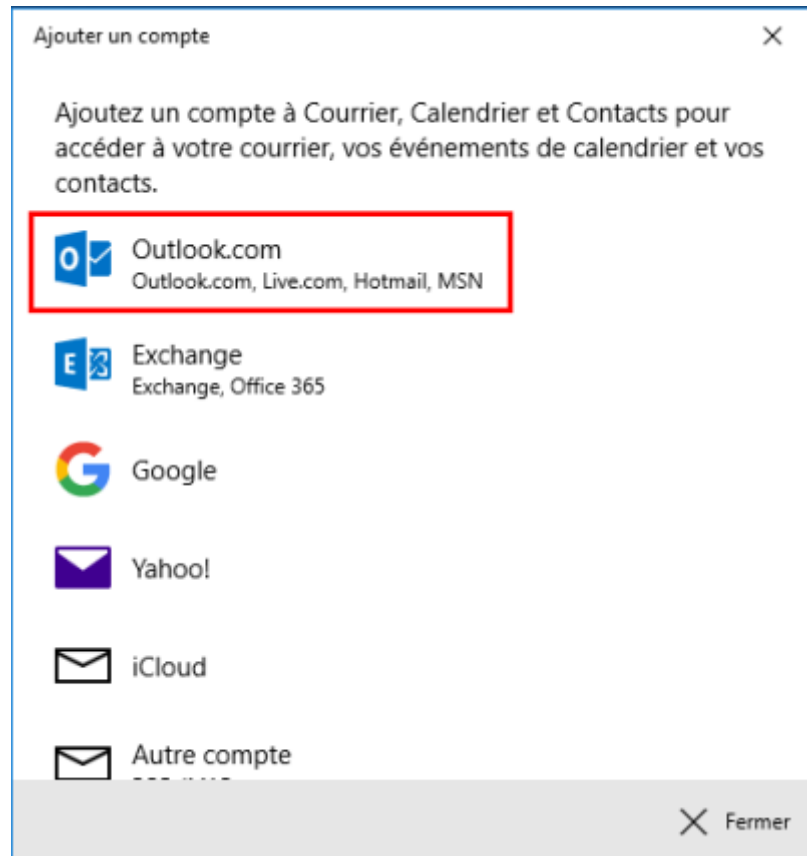 Ajouter un compte
Ajoutez un compte à Courrier, Calendrier et Contacts pour
accéder à votre courrier, vos événements de calendrier et vos
contacts.
Outlook.com
Outlook.com, Live.com, Hotmail, MSN
Exchange
Exchange, Office 365
Google
Yahoo!
iCloud
Autre compte
Fermer